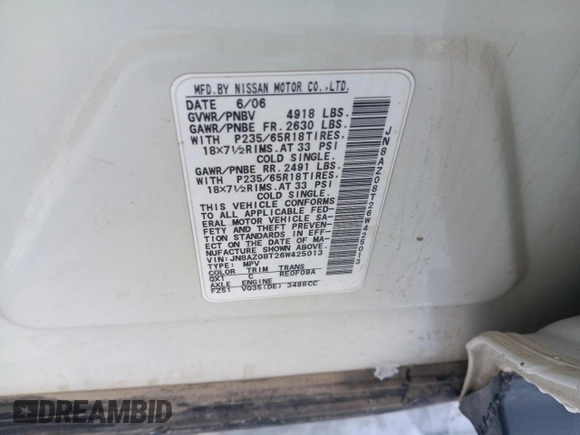 MFD.BY NISSAN MOTOR CO.,LTD.
DATE 6/06
GVWR/PNBV 4918 LBS.
GAWR/PNBE FR. 2630 LBS.
WITH P235/65R18TIRES.
18×7½RIMS.AT 33 PSI
COLD SINGLE.
GAWR/PNBE RR. 2491 LBS.
WITH P235/65R18TIRES.
18×7½RIMS.AT 33 PSI
COLD SINGLE.
THIS VEHICLE CONFORMS
TO ALL APPLICABLE FED-
ERAL MOTOR VEHICLE SA-
FETY AND THEFT PREVEN-
TION STANDARDS IN EFF-
ECT ON THE DATE OF MA-
NUFACTURE SHOWN ABOVE.
VIN:JN8AZ08T26W425013
TYPE: MPV
COLOR TRIM TRANS
QX1 C RE0F09A
AXLE ENGINE
FZ57 VQ35(DE) 3498CC
JN8AZ08T26W425013
DREAMBID